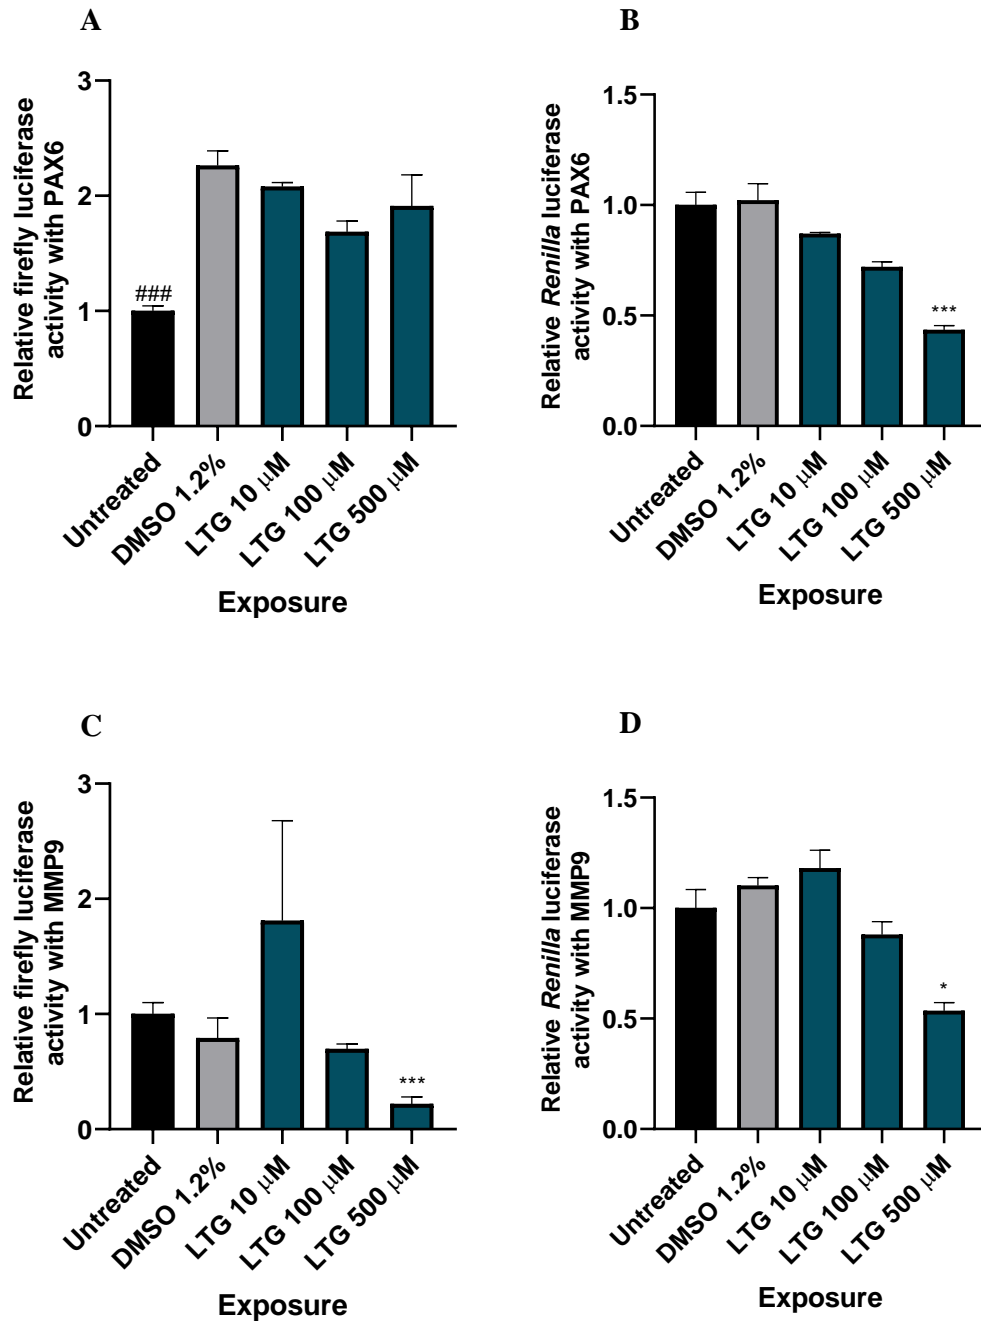 A
Relative firefly luciferase
activity with PAX6
3
2
1
0
###
Untreated
DMSO 1.2%
LTG 10 μM
LTG 100 μM
LTG 500 μM
Exposure
B
Relative Renilla luciferase
activity with PAX6
1.5
1.0
0.5
0.0
***
Untreated
DMSO 1.2%
LTG 10 μM
LTG 100 μM
LTG 500 μM
Exposure
C
Relative firefly luciferase
activity with MMP9
3
2
1
0
***
Untreated
DMSO 1.2%
LTG 10 μM
LTG 100 μM
LTG 500 μM
Exposure
D
Relative Renilla luciferase
activity with MMP9
1.5
1.0
0.5
0.0
*
Untreated
DMSO 1.2%
LTG 10 μM
LTG 100 μM
LTG 500 μM
Exposure